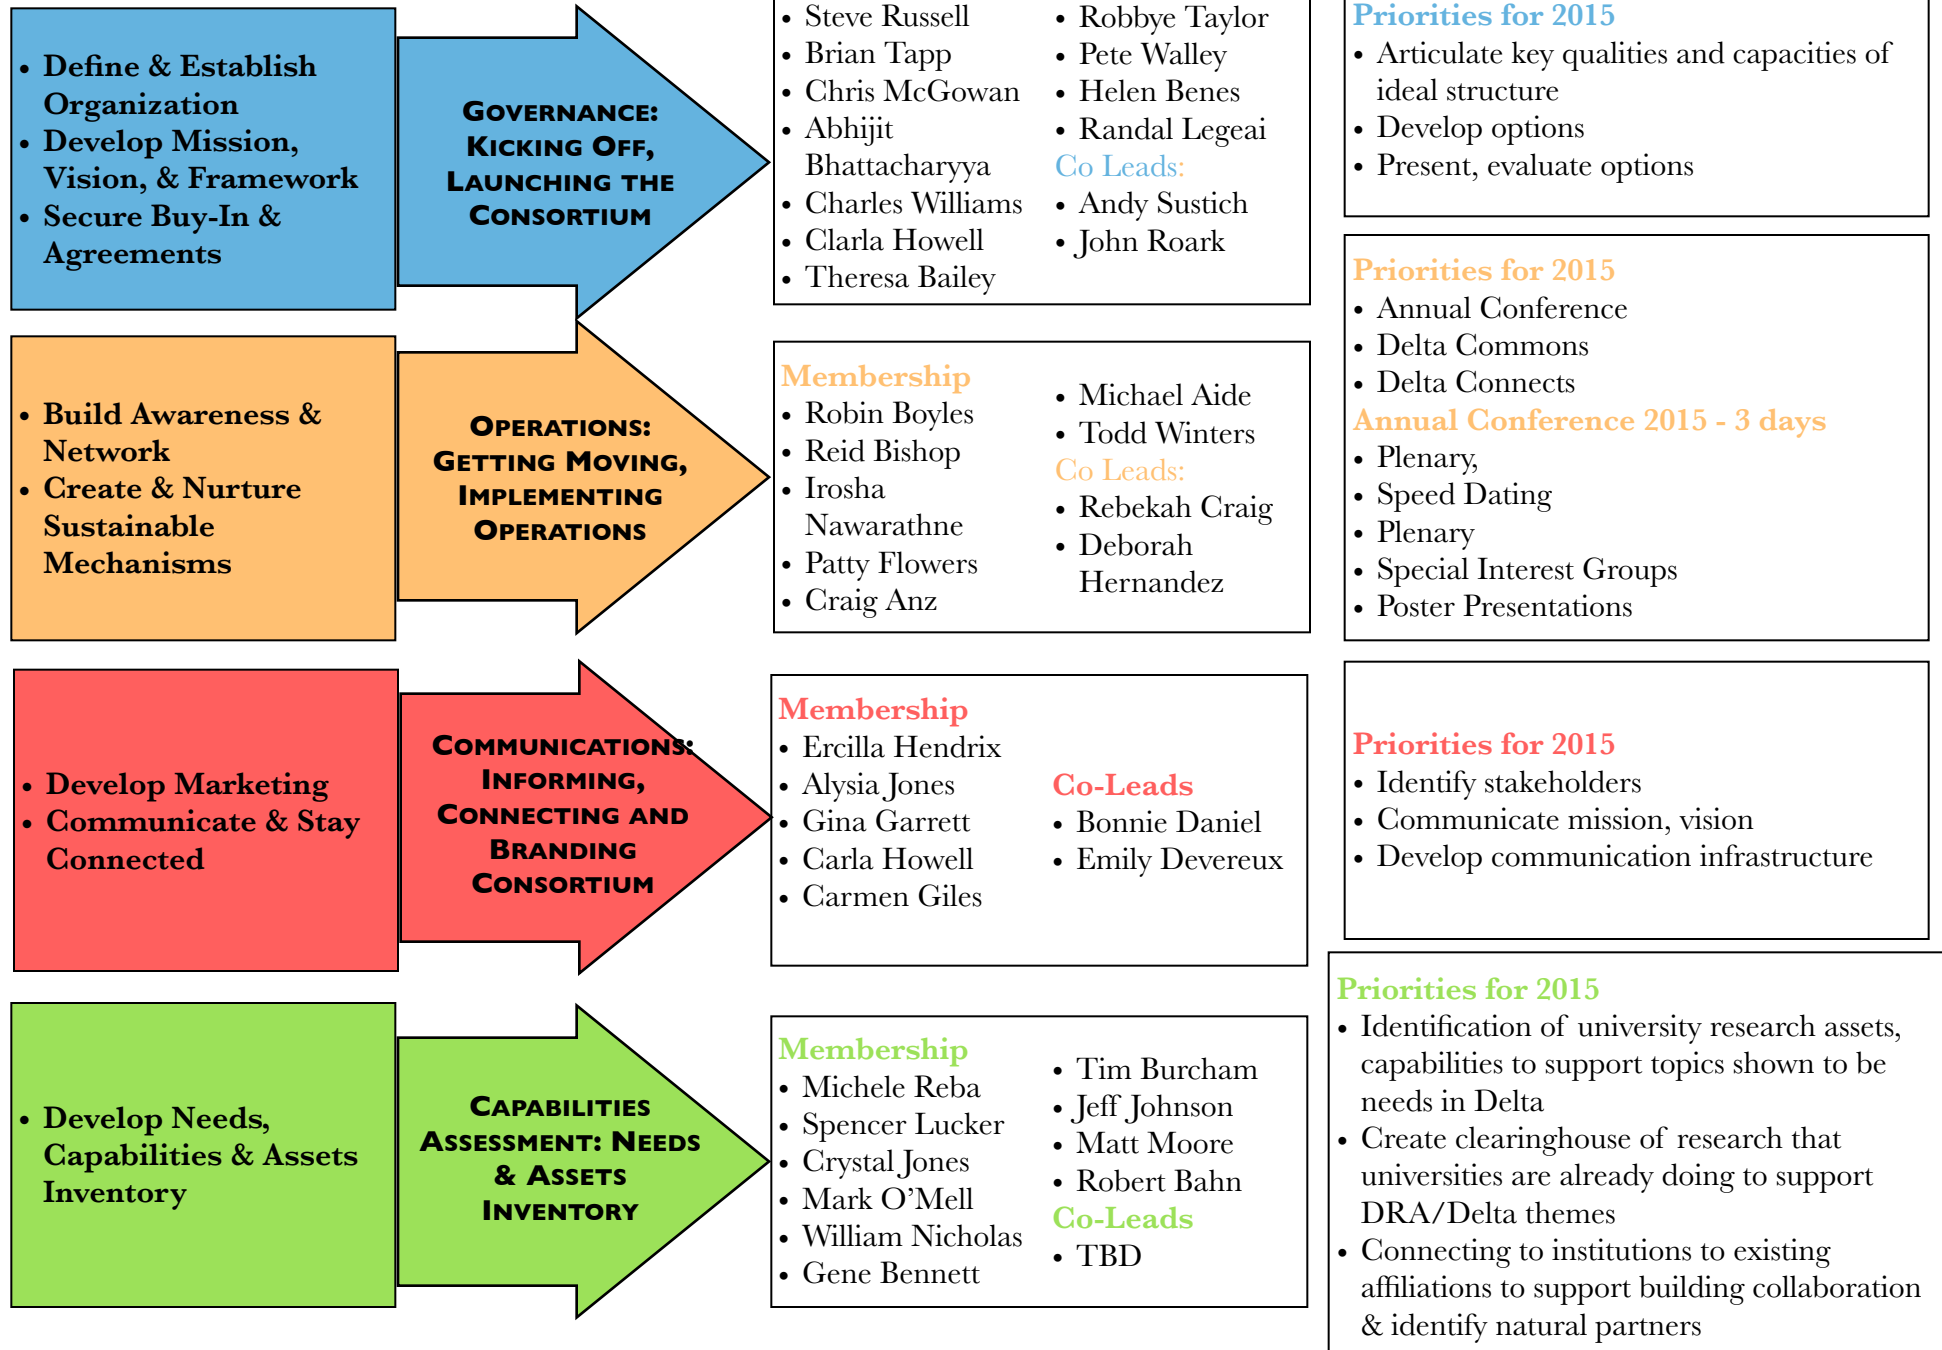 • Define & Establish
Organization
• Develop Mission,
Vision, & Framework
• Secure Buy-In &
Agreements
GOVERNANCE:
KICKING OFF,
LAUNCHING THE
CONSORTIUM
• Steve Russell
• Brian Tapp
• Chris McGowan
• Abhijit
Bhattacharyya
• Charles Williams
• Clarla Howell
• Theresa Bailey
• Robbye Taylor
• Pete Walley
• Helen Benes
• Randal Legeai
Co Leads:
• Andy Sustich
• John Roark
Priorities for 2015
• Articulate key qualities and capacities of
ideal structure
• Develop options
• Present, evaluate options
• Build Awareness &
Network
• Create & Nurture
Sustainable
Mechanisms
OPERATIONS:
GETTING MOVING,
IMPLEMENTING
OPERATIONS
Membership
• Robin Boyles
• Reid Bishop
• Irosha
Nawarathne
• Patty Flowers
• Craig Anz
• Michael Aide
• Todd Winters
Co Leads:
• Rebekah Craig
• Deborah
Hernandez
Priorities for 2015
• Annual Conference
• Delta Commons
• Delta Connects
Annual Conference 2015 - 3 days
• Plenary,
• Speed Dating
• Plenary
• Special Interest Groups
• Poster Presentations
• Develop Marketing
• Communicate & Stay
Connected
COMMUNICATIONS:
INFORMING,
CONNECTING AND
BRANDING
CONSORTIUM
Membership
• Ercilla Hendrix
• Alysia Jones
• Gina Garrett
• Carla Howell
• Carmen Giles
Co-Leads
• Bonnie Daniel
• Emily Devereux
Priorities for 2015
• Identify stakeholders
• Communicate mission, vision
• Develop communication infrastructure
• Develop Needs,
Capabilities & Assets
Inventory
CAPABILITIES
ASSESSMENT: NEEDS
& ASSETS
INVENTORY
Membership
• Michele Reba
• Spencer Lucker
• Crystal Jones
• Mark O’Mell
• William Nicholas
• Gene Bennett
• Tim Burcham
• Jeff Johnson
• Matt Moore
• Robert Bahn
Co-Leads
• TBD
Priorities for 2015
• Identification of university research assets,
capabilities to support topics shown to be
needs in Delta
• Create clearinghouse of research that
universities are already doing to support
DRA/Delta themes
• Connecting to institutions to existing
affiliations to support building collaboration
& identify natural partners